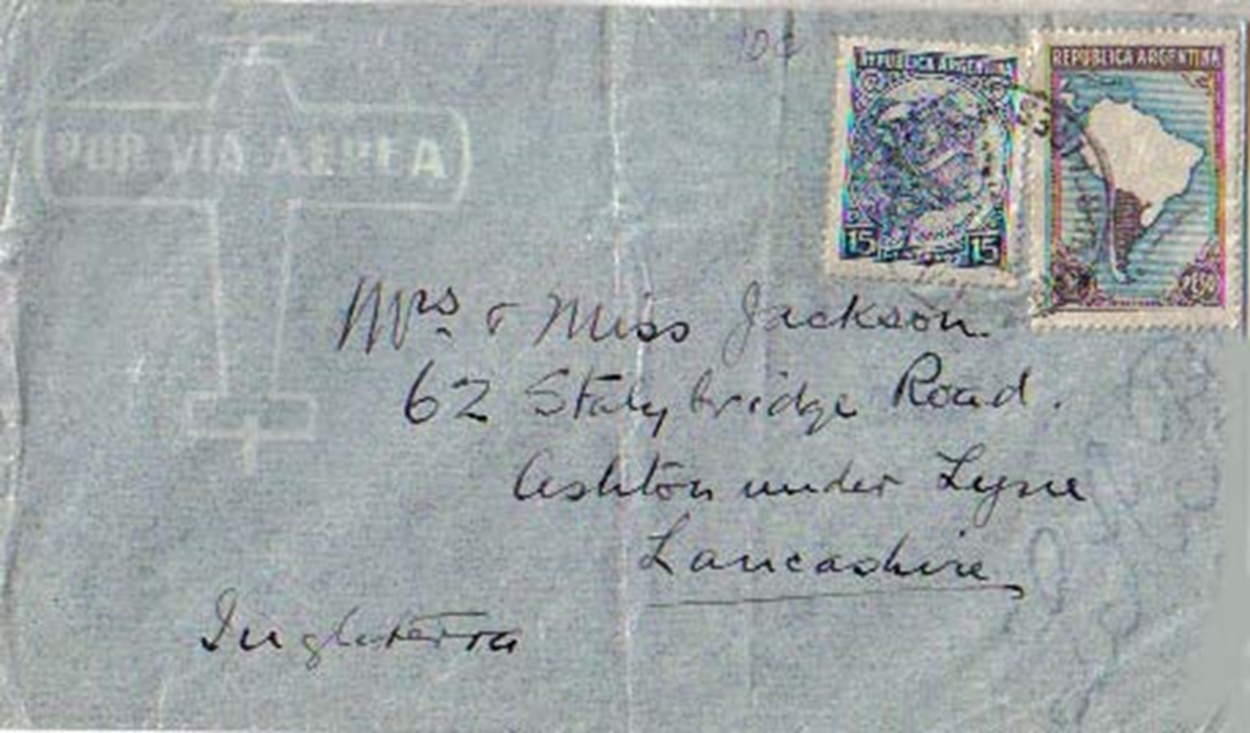 10c
REPUBLICA ARGENTINA
REPUBLICA ARGENTINA
POR VIA AEREA
15 15
Mrs & Miss Jackson.
62 Stalybridge Road.
Ashton under Lyne
Lancashire
Inglaterra